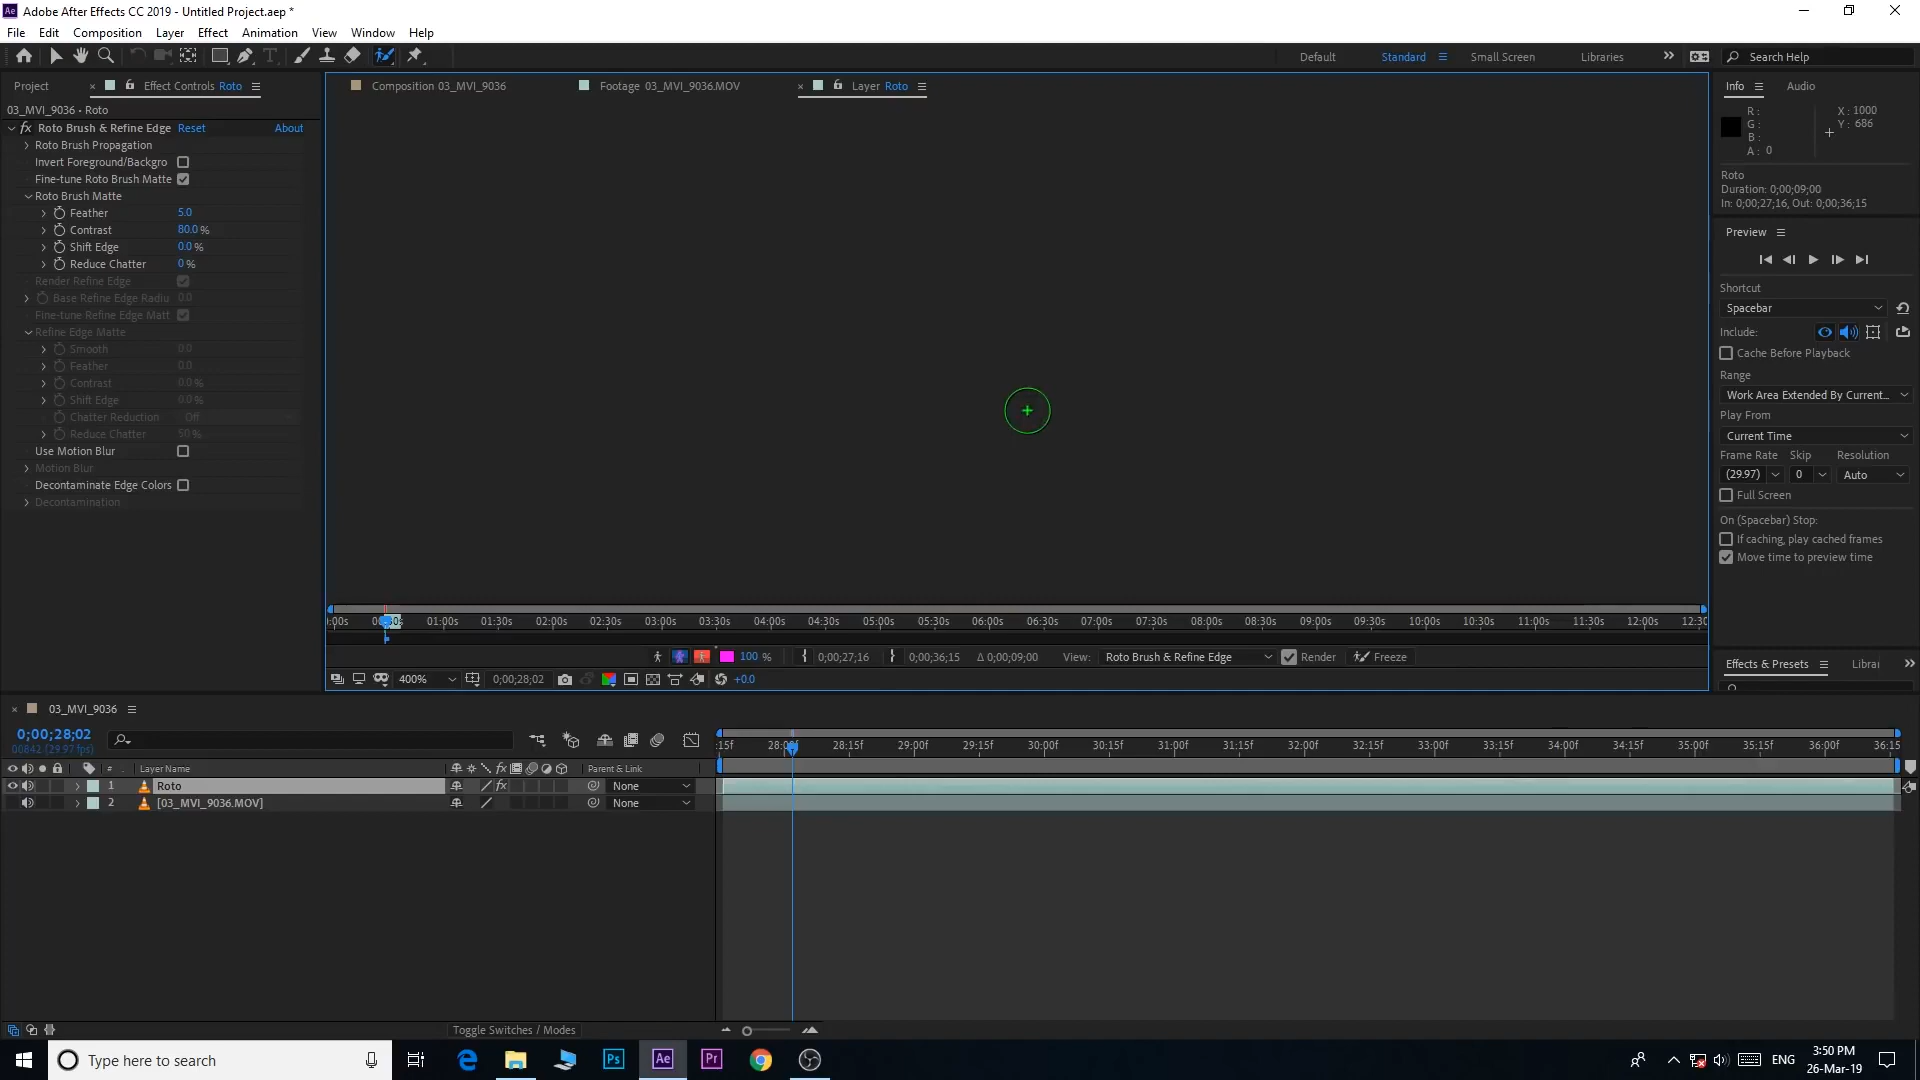 Adobe After Effects CC 2019 - Untitled Project.aep *
File Edit Composition Layer Effect Animation View Window Help
Default Standard Small Screen Libraries Search Help
Project Effect Controls Roto
Composition 03_MVI_9036
Footage 03_MVI_9036.MOV
Layer Roto
03_MVI_9036 • Roto
fx Roto Brush & Refine Edge Reset About
Roto Brush Propagation
Invert Foreground/Backgro
Fine-tune Roto Brush Matte
Roto Brush Matte
Feather 5.0
Contrast 80.0 %
Shift Edge 0.0 %
Reduce Chatter 0 %
Render Refine Edge
Base Refine Edge Radiu 0.0
Fine-tune Refine Edge Matt
Refine Edge Matte
Smooth 0.0
Feather 0.0
Contrast 0.0 %
Shift Edge 0.0 %
Chatter Reduction Off
Reduce Chatter 50 %
Use Motion Blur
Motion Blur
Decontaminate Edge Colors
Decontamination
Info Audio
R :
G :
B :
A : 0
X : 1000
Y : 686
Roto
Duration: 0;00;09;00
In: 0;00;27;16, Out: 0;00;36;15
Preview
Shortcut
Spacebar
Include:
Cache Before Playback
Range
Work Area Extended By Current...
Play From
Current Time
Frame Rate Skip Resolution
(29.97) 0 Auto
Full Screen
On (Spacebar) Stop:
If caching, play cached frames
Move time to preview time
Effects & Presets Librai
01:00s 01:30s 02:00s 02:30s 03:00s 03:30s 04:00s 04:30s 05:00s 05:30s 06:00s 06:30s 07:00s 07:30s 08:00s 08:30s 09:00s 09:30s 10:00s 10:30s 11:00s 11:30s 12:00s 12:30
100 % 0;00;27;16 0;00;36;15 Δ 0;00;09;00 View: Roto Brush & Refine Edge Render Freeze
400% 0;00;28;02 +0.0
03_MVI_9036
0;00;28;02
00842 (29.97 fps)
:15f 28:00f 28:15f 29:00f 29:15f 30:00f 30:15f 31:00f 31:15f 32:00f 32:15f 33:00f 33:15f 34:00f 34:15f 35:00f 35:15f 36:00f 36:15
# Layer Name fx Parent & Link
1 Roto fx None
2 [03_MVI_9036.MOV] None
Toggle Switches / Modes
Type here to search
Ps Ae Pr
ENG
3:50 PM
26-Mar-19